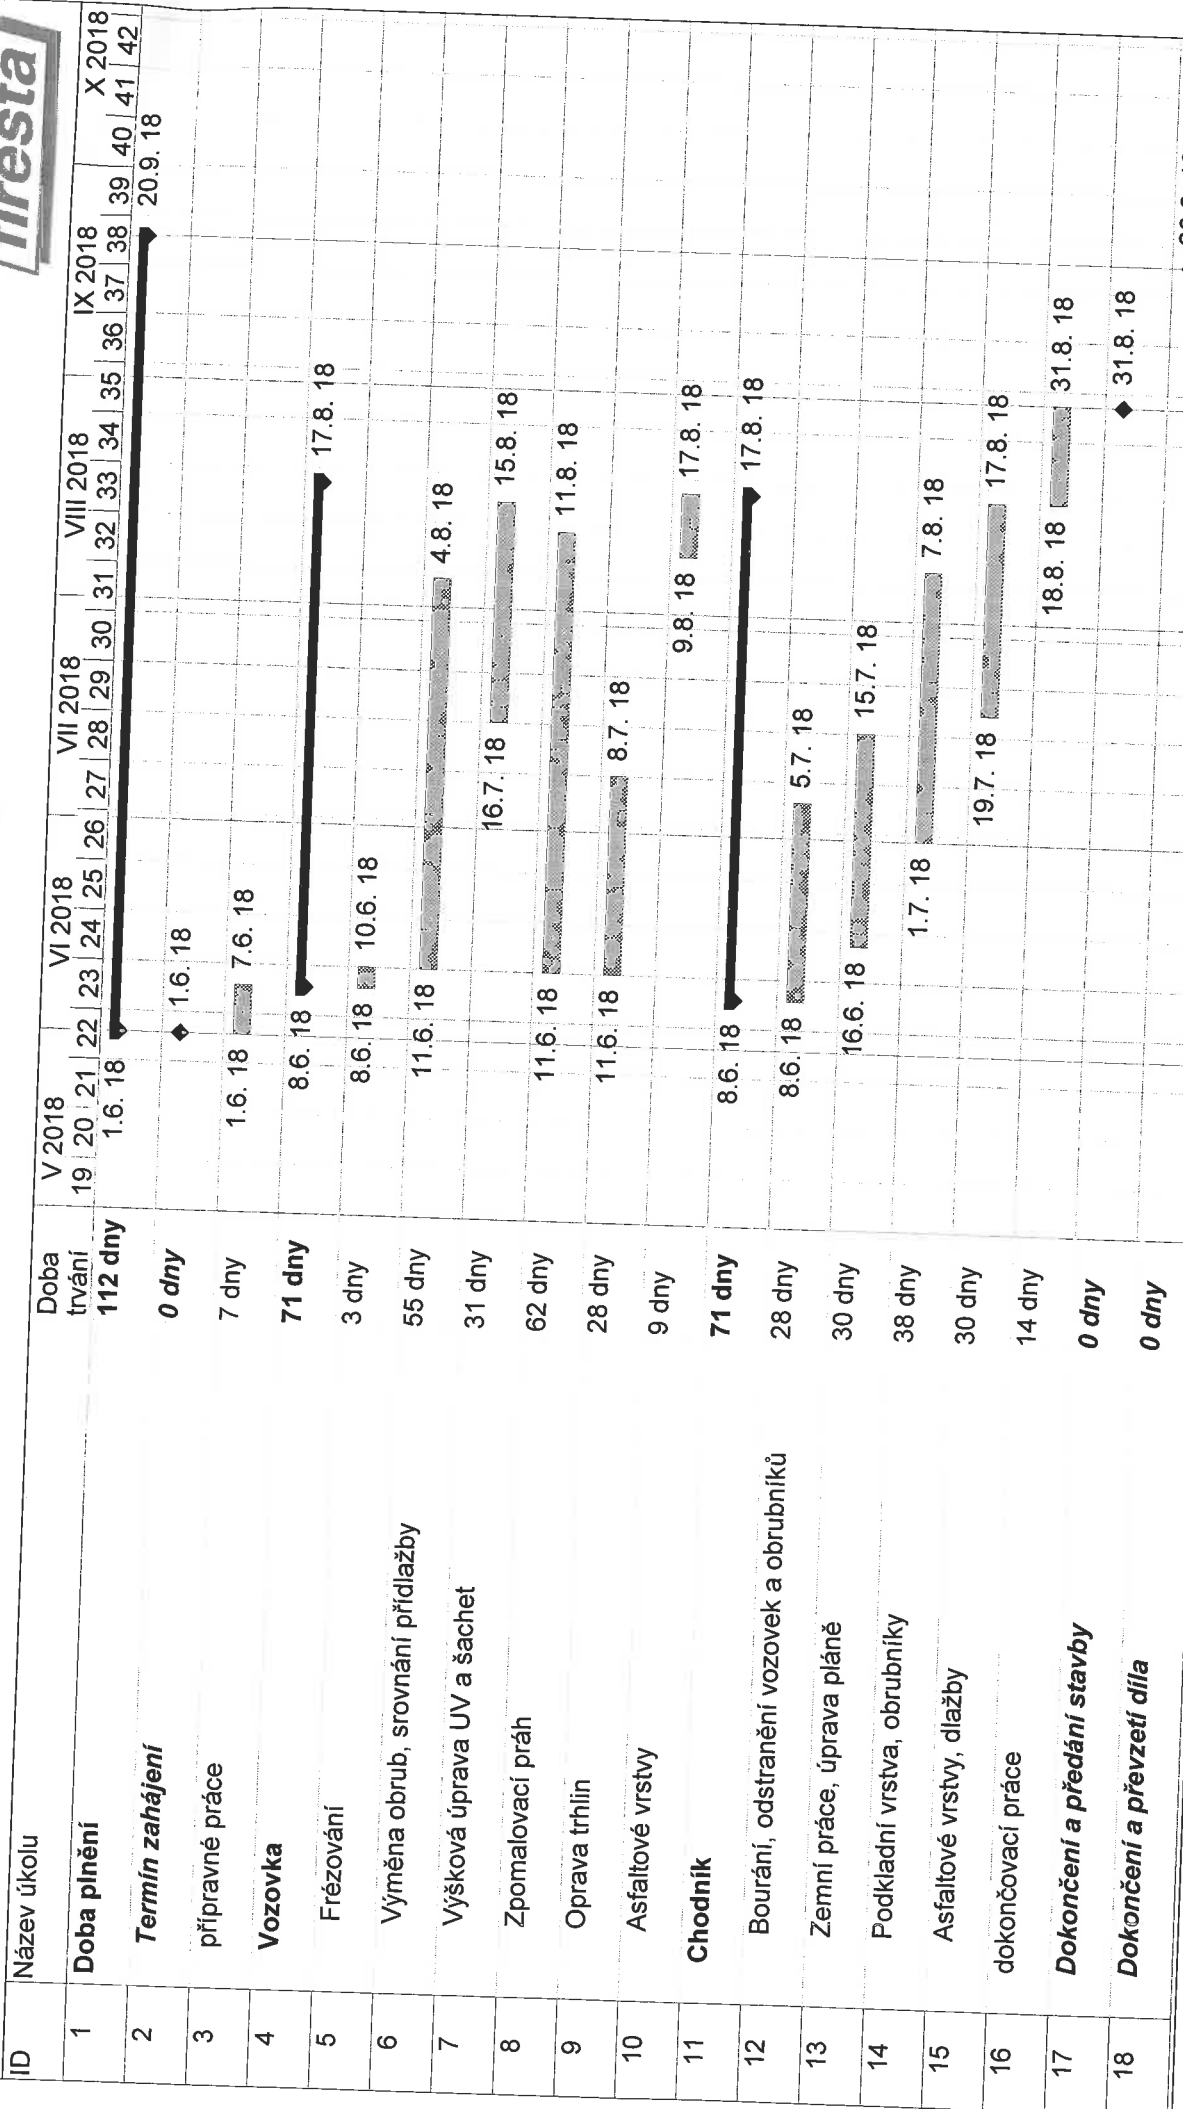 V 2018 VI 2018 VII 2018 VIII 2018 IX 2018 X 2018
ID Název úkolu Doba trvání 19 20 21 22 23 24 25 26 27 28 29 30 31 32 33 34 35 36 37 38 39 40 41 42
1 Doba plnění 112 dny 1.6. 18 20.9. 18
2 Termín zahájení 0 dny 1.6. 18
3 přípravné práce 7 dny 1.6. 18 7.6. 18
4 Vozovka 71 dny 8.6. 18 17.8. 18
5 Frézování 3 dny 8.6. 18 10.6. 18
6 Výměna obrub, srovnání přídlažby 55 dny 11.6. 18 4.8. 18
7 Výšková úprava UV a šachet 31 dny 16.7. 18 15.8. 18
8 Zpomalovací práh 62 dny 11.6. 18 11.8. 18
9 Oprava trhlin 28 dny 11.6. 18 8.7. 18
10 Asfaltové vrstvy 9 dny 9.8. 18 17.8. 18
11 Chodník 71 dny 8.6. 18 17.8. 18
12 Bourání, odstranění vozovek a obrubníků 28 dny 8.6. 18 5.7. 18
13 Zemní práce, úprava pláně 30 dny 16.6. 18 15.7. 18
14 Podkladní vrstva, obrubníky 38 dny 1.7. 18 7.8. 18
15 Asfaltové vrstvy, dlažby 30 dny 19.7. 18 17.8. 18
16 dokončovací práce 14 dny 18.8. 18 31.8. 18
17 Dokončení a předání stavby 0 dny 31.8. 18
18 Dokončení a převzetí díla 0 dny